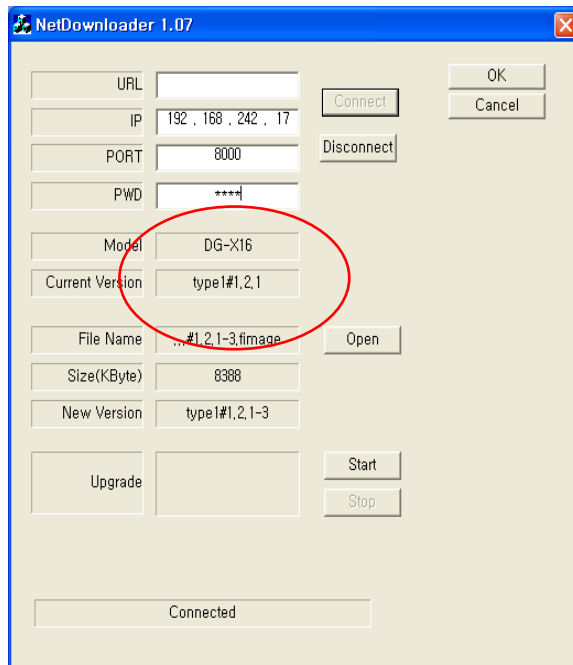 NetDownloader 1.07
URL
Connect
OK
IP 192 , 168 , 242 , 17
Cancel
PORT 8000
Disconnect
PWD ****
Model DG-X16
Current Version type1#1,2,1
File Name ,,,#1,2,1-3,fimage Open
Size(KByte) 8388
New Version type1#1,2,1-3
Upgrade
Start
Stop
Connected